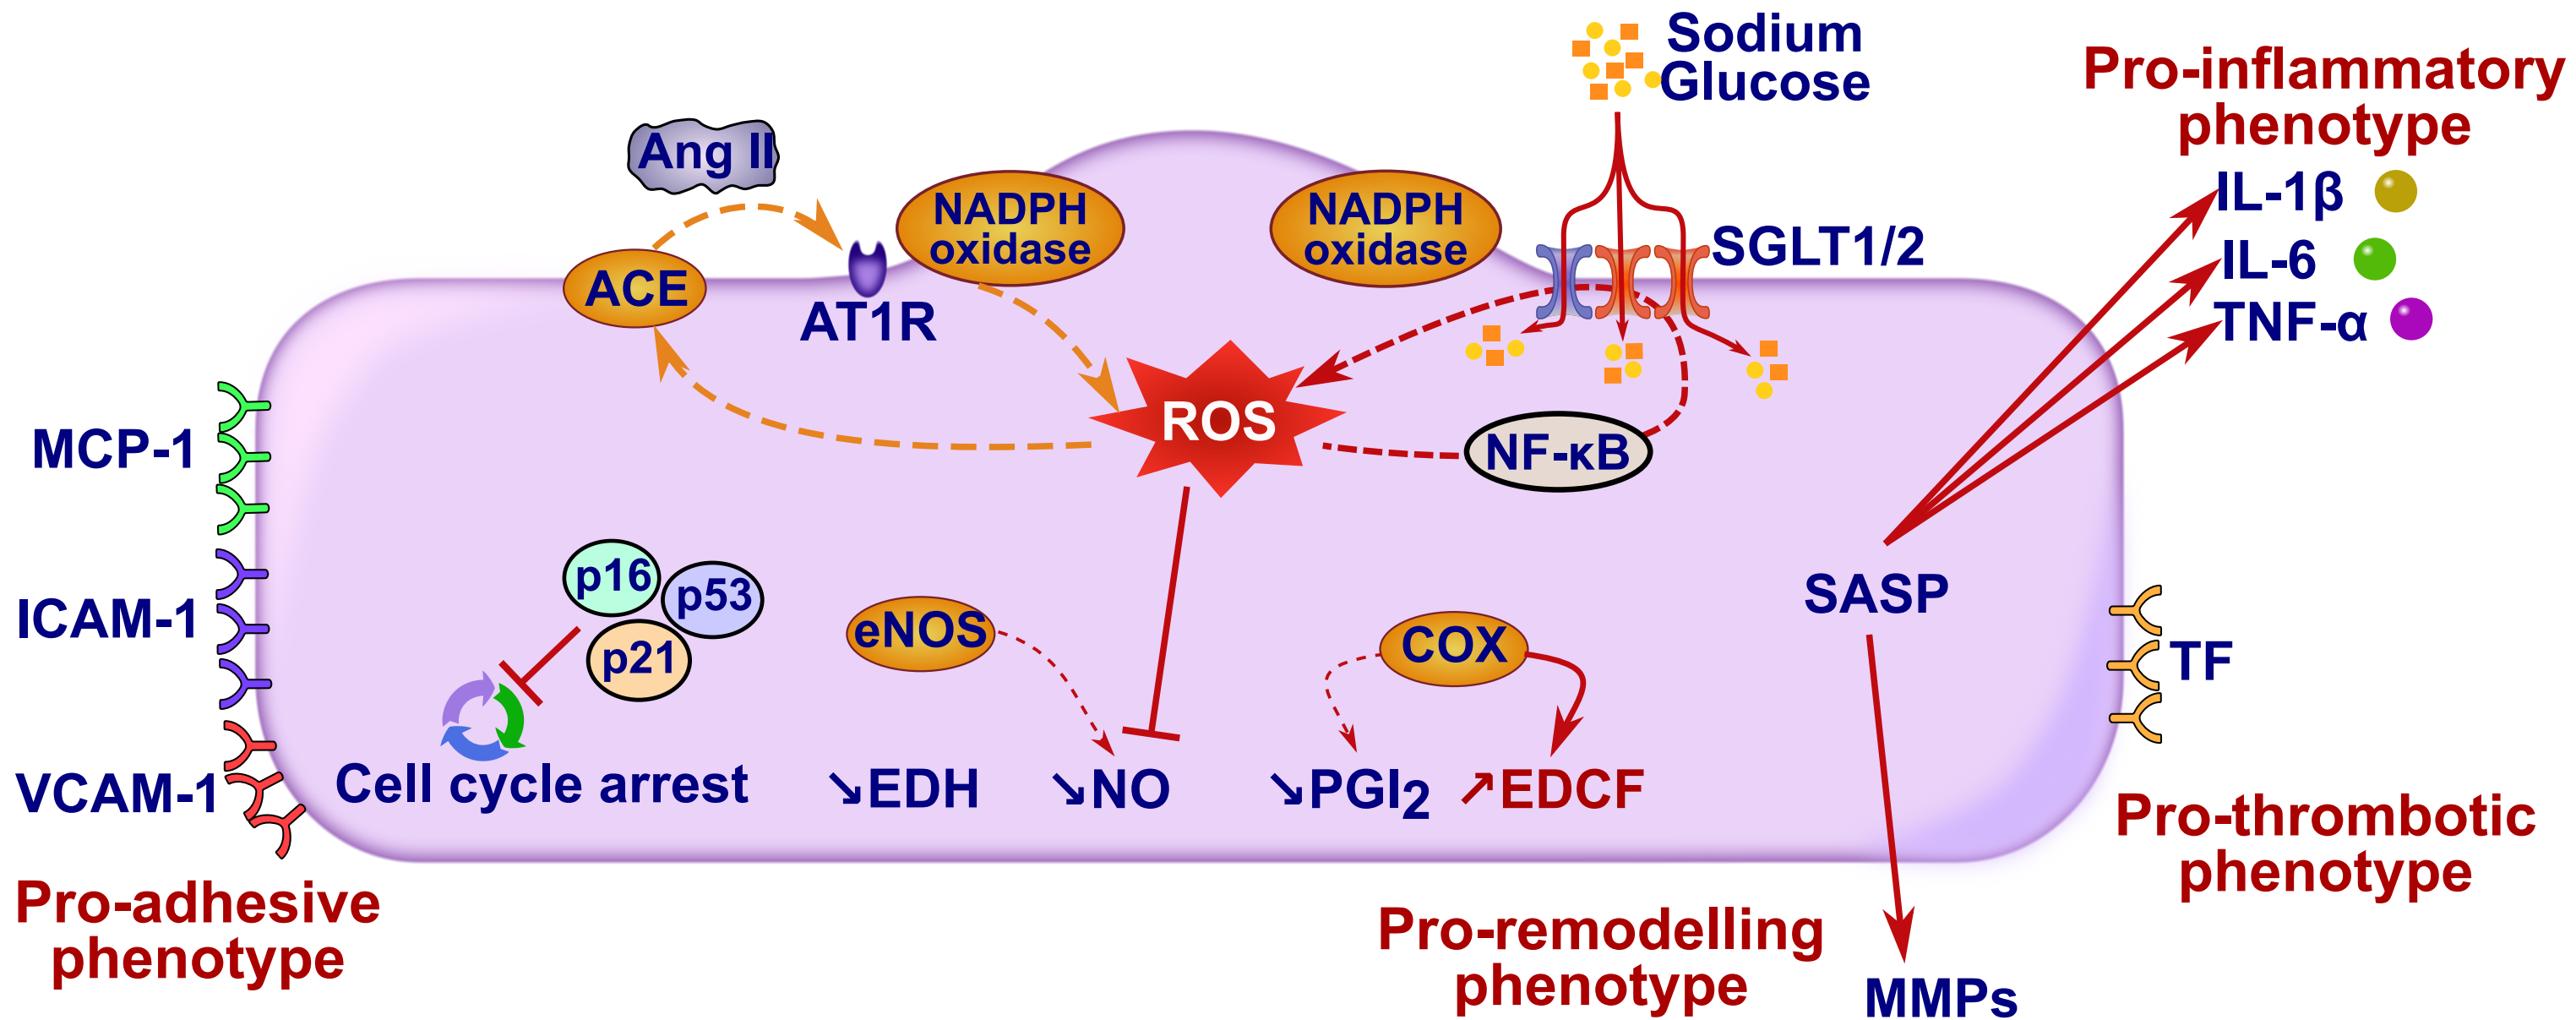 Sodium
Glucose
Pro-inflammatory
phenotype
IL-1β
IL-6
TNF-α
Ang II
NADPH
oxidase
NADPH
oxidase
SGLT1/2
ACE
AT1R
ROS
NF-κB
MCP-1
ICAM-1
VCAM-1
p16
p53
p21
eNOS
COX
SASP
TF
Cell cycle arrest
↘EDH
↘NO
↘PGI2
↗EDCF
Pro-adhesive
phenotype
Pro-remodelling
phenotype
MMPs
Pro-thrombotic
phenotype